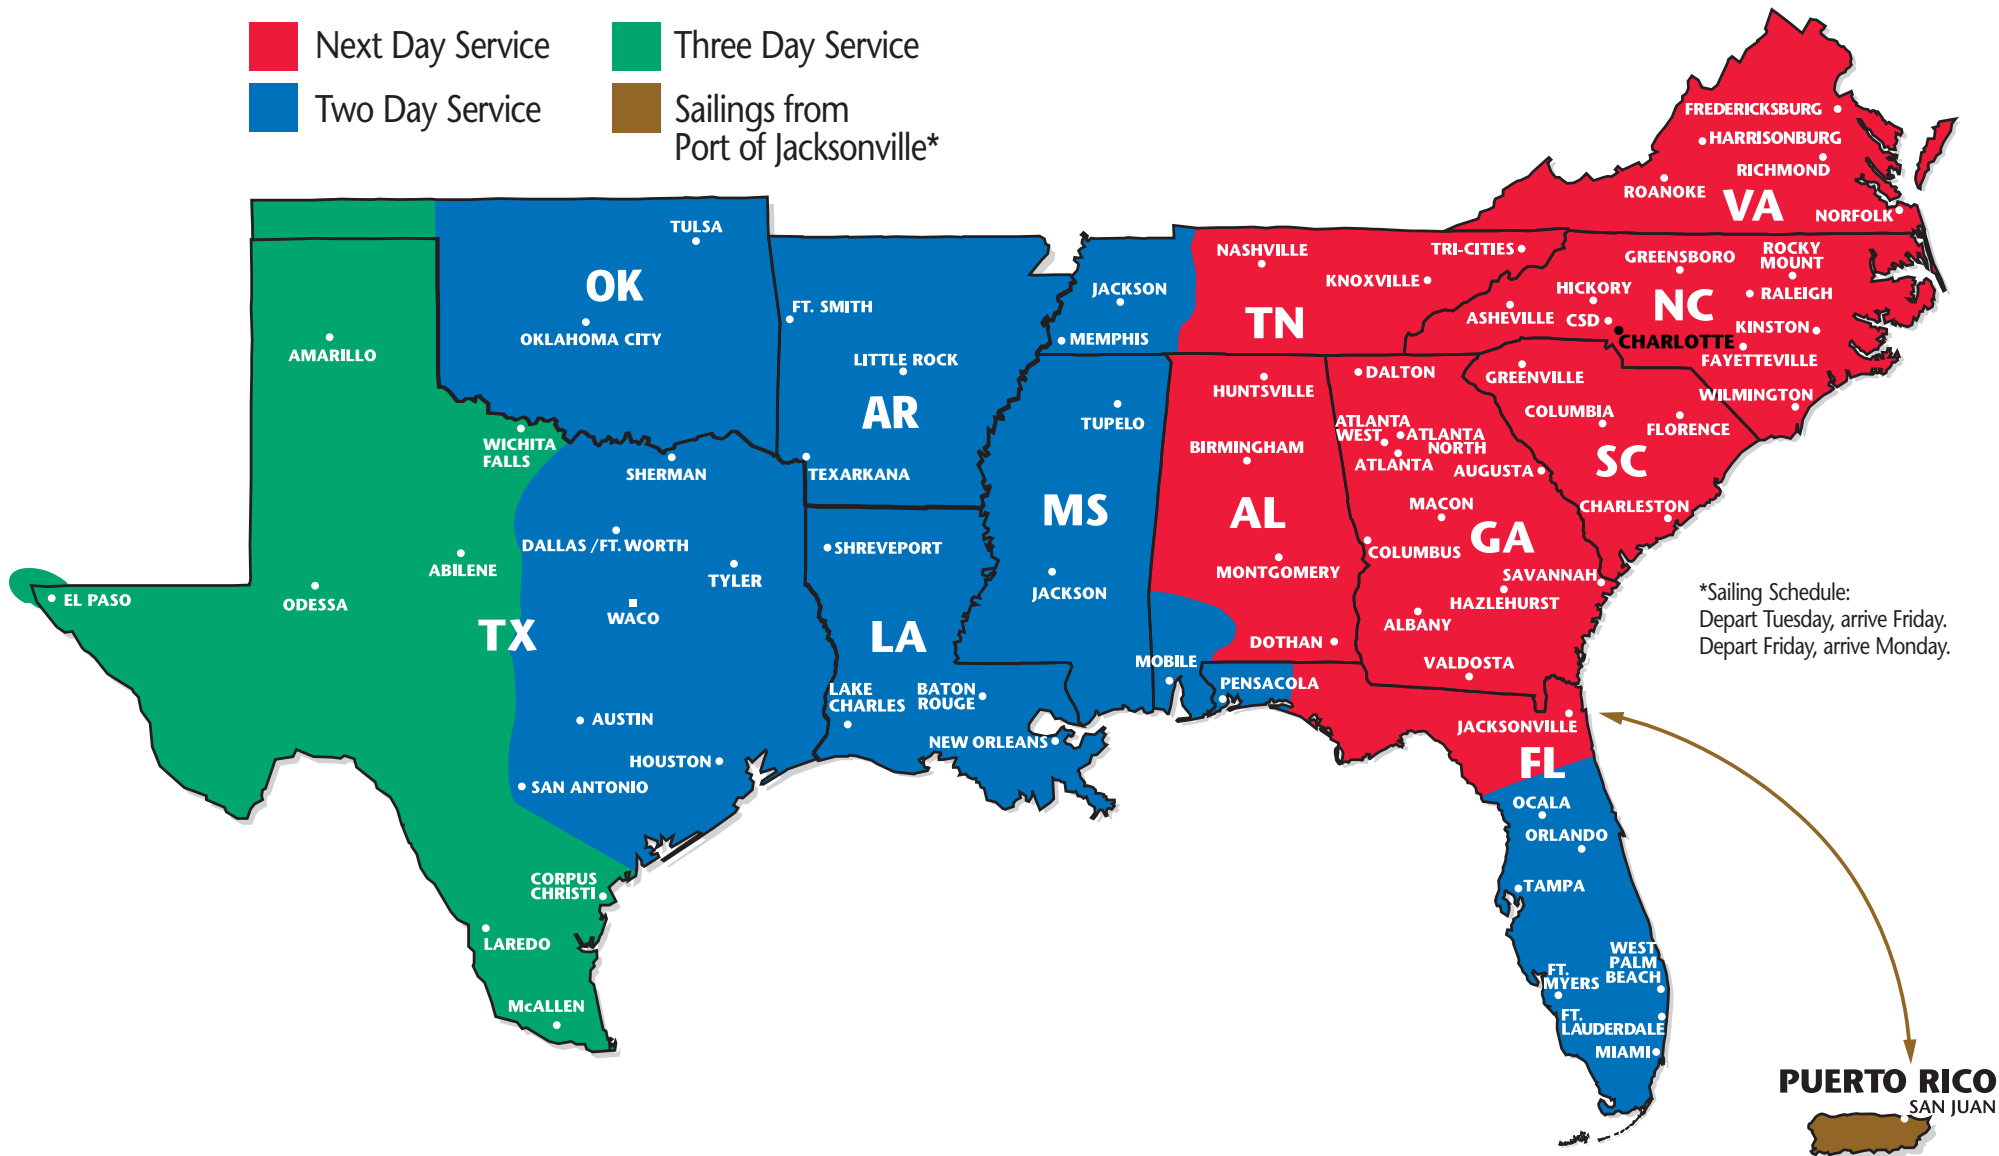 Next Day Service
Three Day Service
Two Day Service
Sailings from
Port of Jacksonville*
FREDERICKSBURG
HARRISONBURG
RICHMOND
ROANOKE
VA
NORFOLK
TULSA
OK
OKLAHOMA CITY
FT. SMITH
LITTLE ROCK
AR
TEXARKANA
JACKSON
MEMPHIS
NASHVILLE
TRI-CITIES
KNOXVILLE
TN
GREENSBORO
ROCKY
MOUNT
HICKORY
NC
RALEIGH
ASHEVILLE
CSD
KINSTON
CHARLOTTE
FAYETTEVILLE
WILMINGTON
AMARILLO
WICHITA
FALLS
SHERMAN
DALLAS /FT. WORTH
ABILENE
TYLER
EL PASO
ODESSA
WACO
TX
AUSTIN
HOUSTON
SAN ANTONIO
CORPUS
CHRISTI
LAREDO
McALLEN
SHREVEPORT
LA
LAKE
CHARLES
BATON
ROUGE
NEW ORLEANS
TUPELO
MS
JACKSON
HUNTSVILLE
BIRMINGHAM
AL
MONTGOMERY
DOTHAN
MOBILE
DALTON
ATLANTA
WEST
ATLANTA
NORTH
ATLANTA
AUGUSTA
MACON
GA
COLUMBUS
SAVANNAH
HAZLEHURST
ALBANY
VALDOSTA
GREENVILLE
COLUMBIA
FLORENCE
SC
CHARLESTON
PENSACOLA
JACKSONVILLE
FL
OCALA
ORLANDO
TAMPA
WEST
PALM
BEACH
FT.
MYERS
FT.
LAUDERDALE
MIAMI
*Sailing Schedule:
Depart Tuesday, arrive Friday.
Depart Friday, arrive Monday.
PUERTO RICO
SAN JUAN